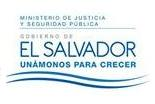 MINISTERIO DE JUSTICIA
Y SEGURIDAD PÚBLICA
GOBIERNO DE
EL SALVADOR
UNÁMONOS PARA CRECER